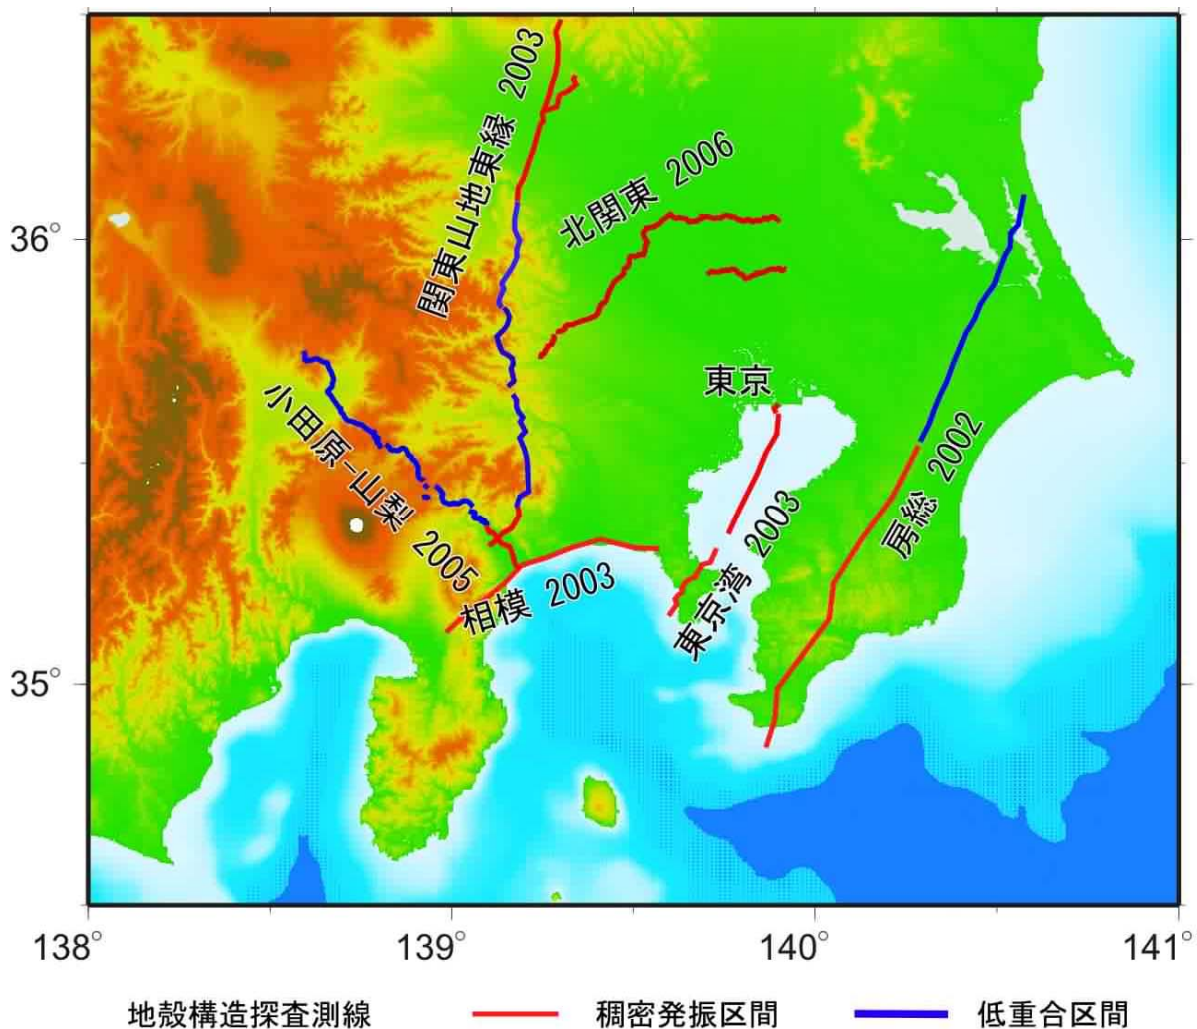 関東山地東縁 2003
北関東 2006
36°
東京
小田原-山梨 2005
房総 2002
東京湾 2003
相模 2003
35°
138°
139°
140°
141°
地殻構造探査測線 稠密発振区間 低重合区間